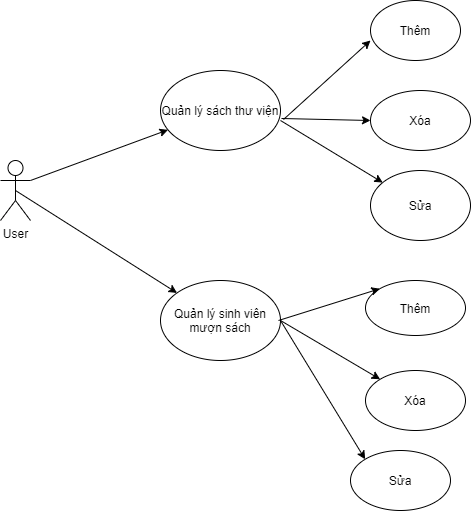 Thêm
Quản lý sách thư viện
Xóa
Sửa
User
Quản lý sinh viên
mượn sách
Thêm
Xóa
Sửa